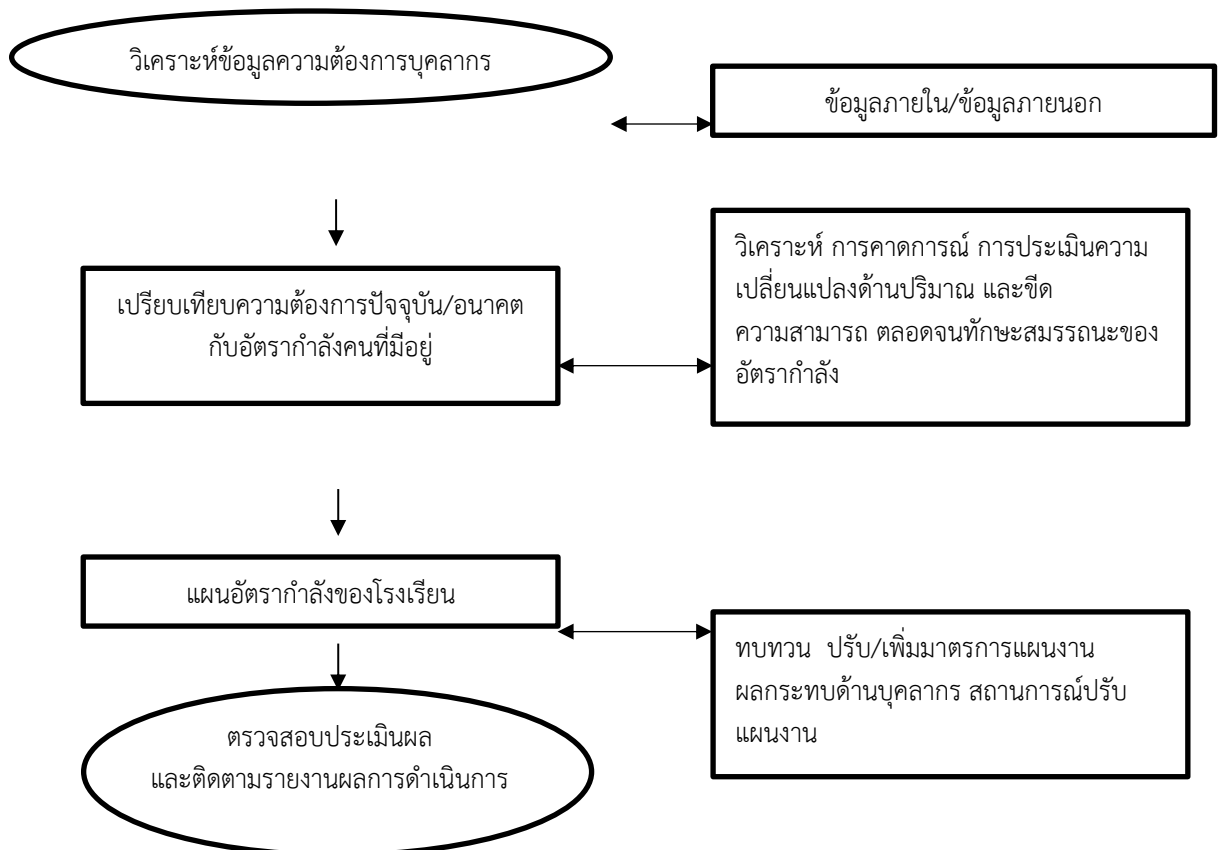 วิเคราะห์ข้อมูลความต้องการบุคลากร
ข้อมูลภายใน/ข้อมูลภายนอก
เปรียบเทียบความต้องการปัจจุบัน/อนาคต
กับอัตรากำลังคนที่มีอยู่
วิเคราะห์ การคาดการณ์ การประเมินความ
เปลี่ยนแปลงด้านปริมาณ และขีด
ความสามารถ ตลอดจนทักษะสมรรถนะของ
อัตรากำลัง
แผนอัตรากำลังของโรงเรียน
ทบทวน ปรับ/เพิ่มมาตรการแผนงาน
ผลกระทบด้านบุคลากร สถานการณ์ปรับ
แผนงาน
ตรวจสอบประเมินผล
และติดตามรายงานผลการดำเนินการ